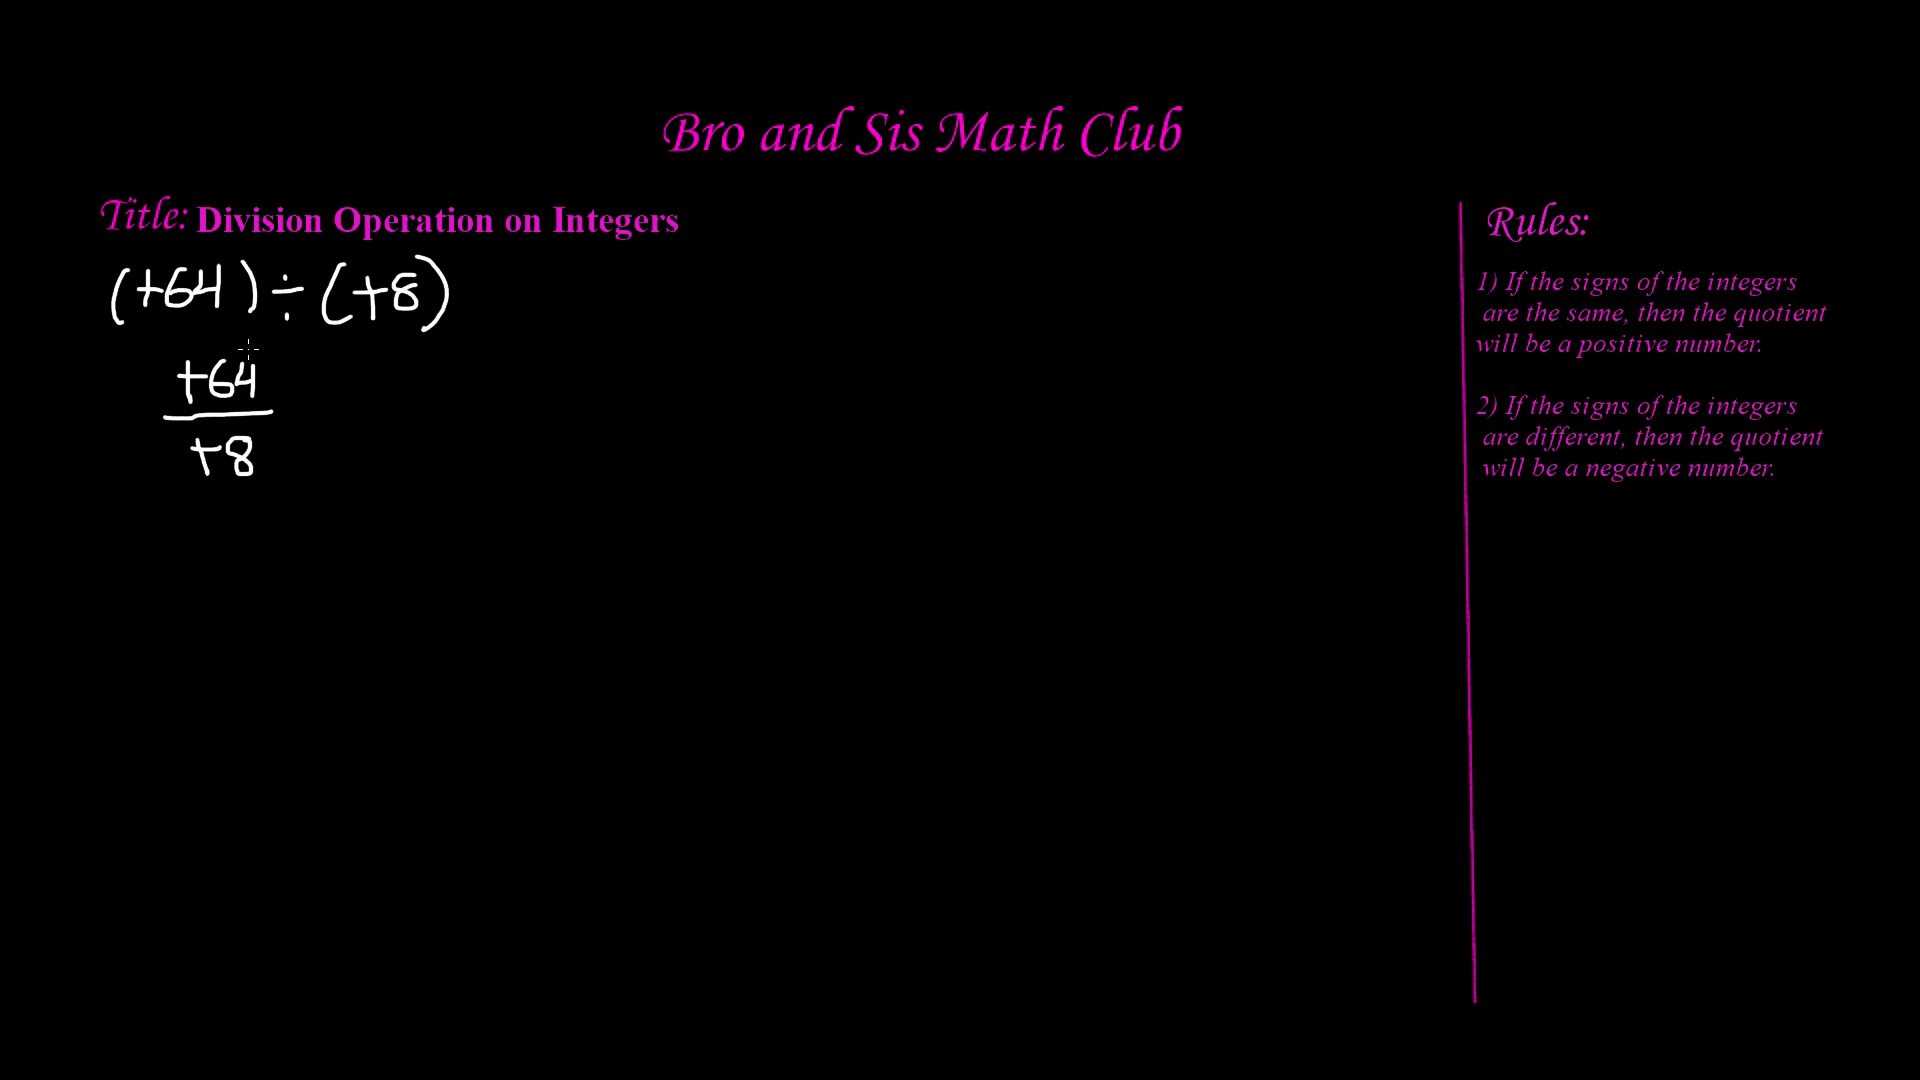 Bro and Sis Math Club
Title: Division Operation on Integers
(+64) ÷ (+8)
+64
+8
Rules:
1) If the signs of the integers
are the same, then the quotient
will be a positive number.
2) If the signs of the integers
are different, then the quotient
will be a negative number.